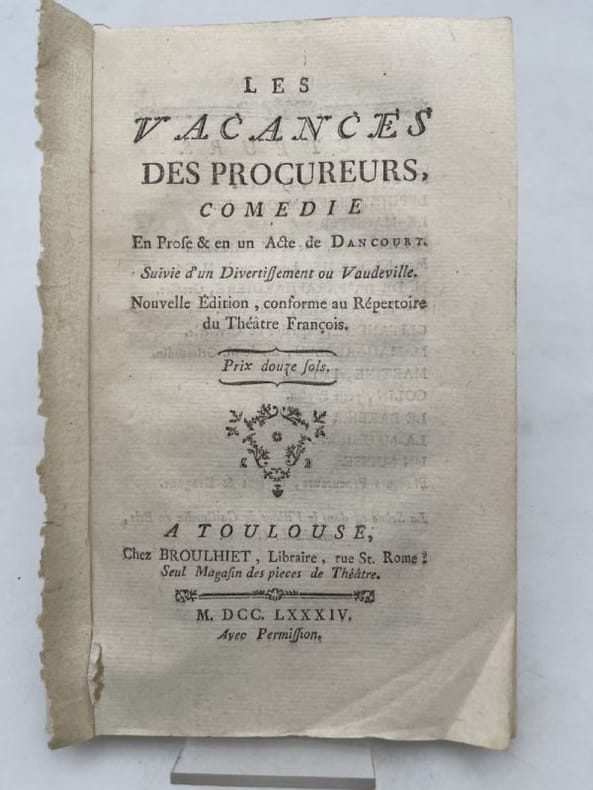 LES
VACANCES
DES PROCUREURS,
COMEDIE
En Proſe & en un Acte de DANCOURT.
Suivie d'un Divertiſſement ou Vaudeville.
Nouvelle Édition, conforme au Répertoire
du Théâtre François.
Prix douze ſols.
A TOULOUSE,
Chez BROULHIET, Libraire, rue St. Rome
Seul Magaſin des pieces de Théâtre.
M. DCC. LXXXIV.
Avec Permiſſion.